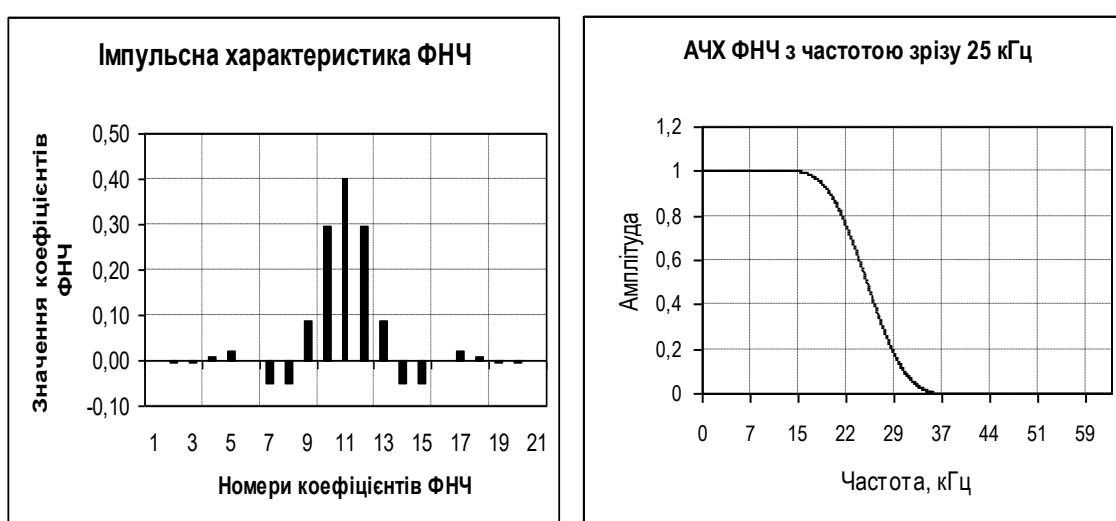 Імпульсна характеристика ФНЧ
Значення коефіцієнтів
ФНЧ
0,50
0,40
0,30
0,20
0,10
0,00
-0,10
1 3 5 7 9 11 13 15 17 19 21
Номери коефіцієнтів ФНЧ
АЧХ ФНЧ з частотою зрізу 25 кГц
Амплітуда
1,2
1
0,8
0,6
0,4
0,2
0
0 7 15 22 29 37 44 51 59
Частота, кГц